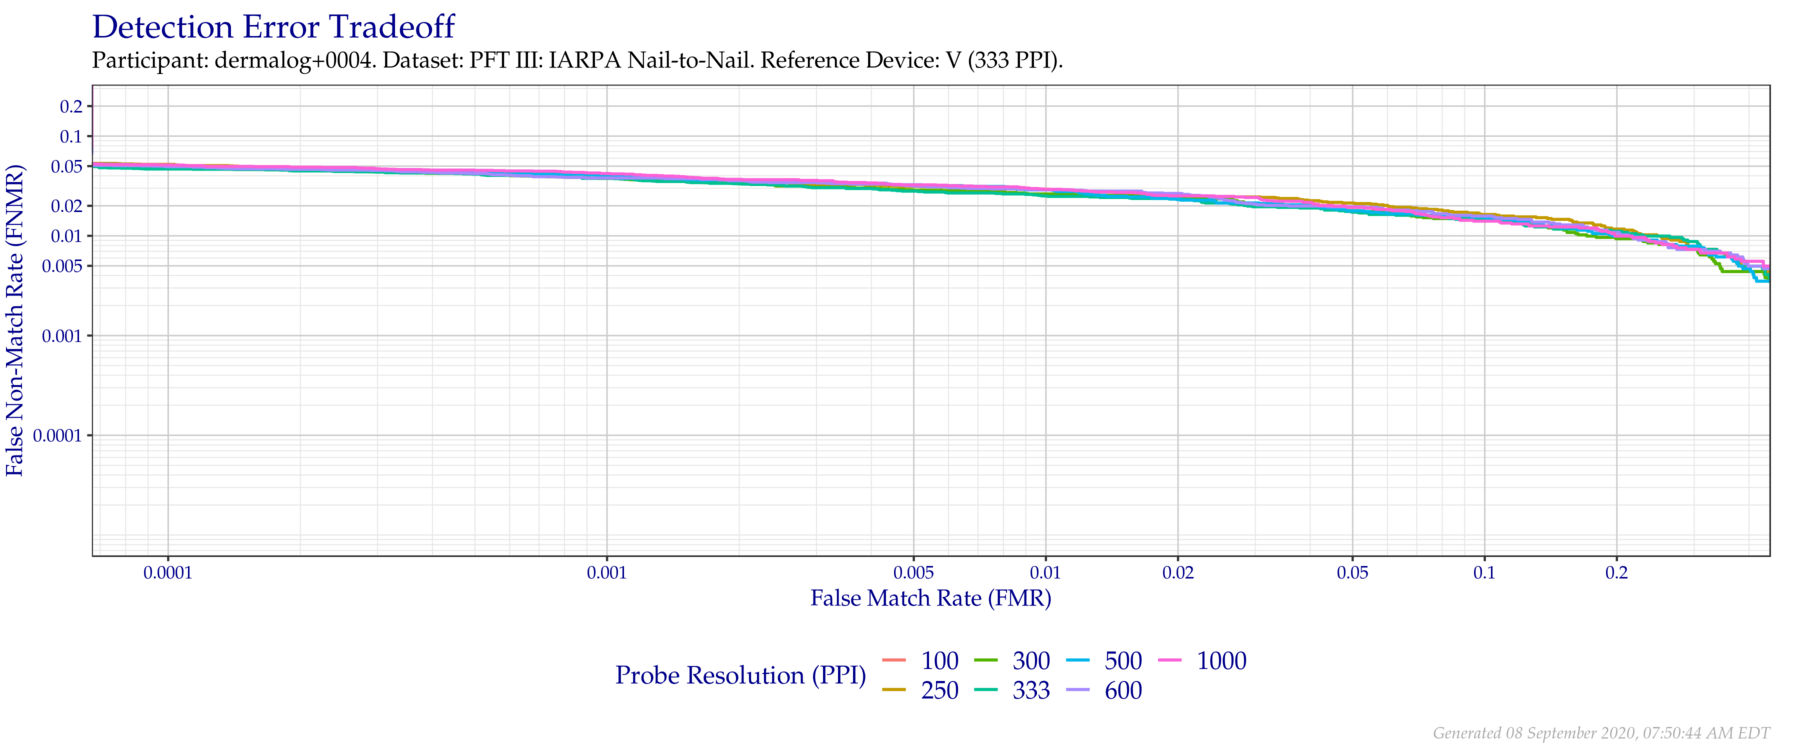 Detection Error Tradeoff
Participant: dermalog+0004. Dataset: PFT III: IARPA Nail-to-Nail. Reference Device: V (333 PPI).
False Non-Match Rate (FNMR)
0.2
0.1
0.05
0.02
0.01
0.005
0.001
0.0001
0.0001 0.001 0.005 0.01 0.02 0.05 0.1 0.2
False Match Rate (FMR)
Probe Resolution (PPI)
100 300 500 1000
250 333 600
Generated 08 September 2020, 07:50:44 AM EDT